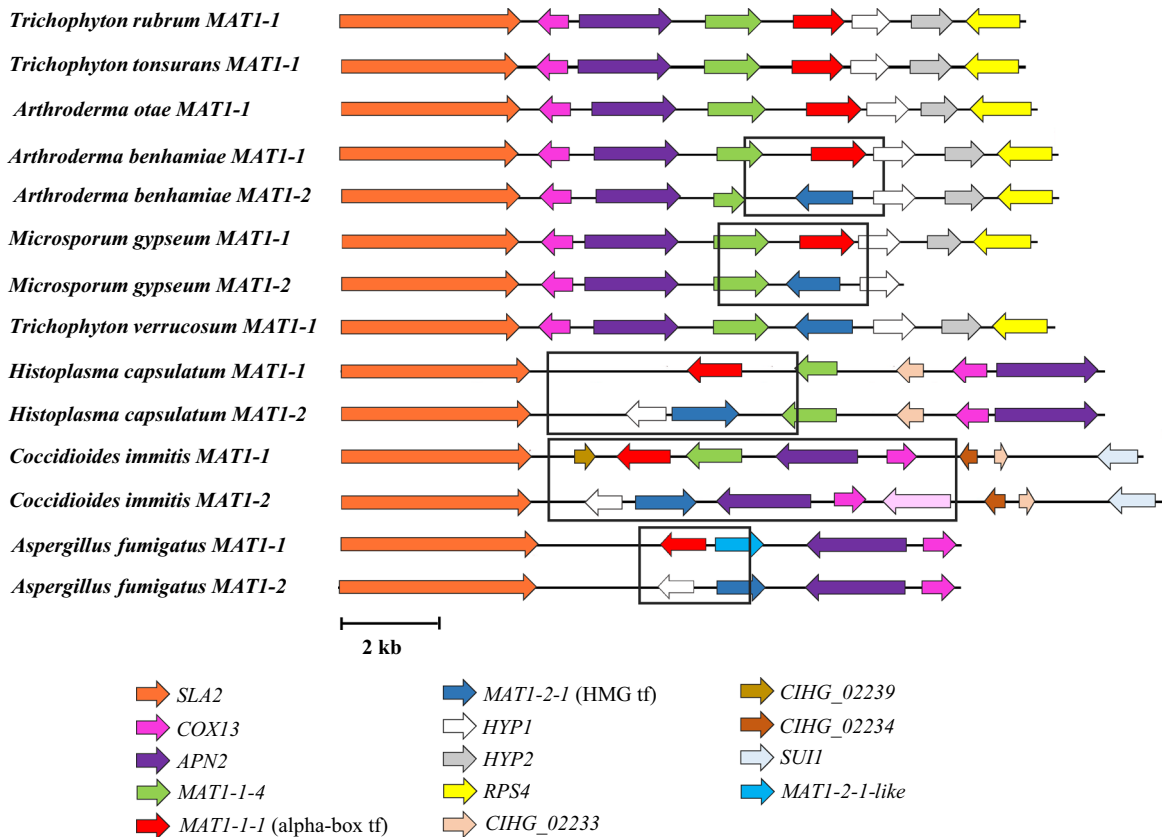 Trichophyton rubrum MAT1-1
Trichophyton tonsurans MAT1-1
Arthroderma otae MAT1-1
Arthroderma benhamiae MAT1-1
Arthroderma benhamiae MAT1-2
Microsporum gypseum MAT1-1
Microsporum gypseum MAT1-2
Trichophyton verrucosum MAT1-1
Histoplasma capsulatum MAT1-1
Histoplasma capsulatum MAT1-2
Coccidioides immitis MAT1-1
Coccidioides immitis MAT1-2
Aspergillus fumigatus MAT1-1
Aspergillus fumigatus MAT1-2
2 kb
SLA2
COX13
APN2
MAT1-1-4
MAT1-1-1 (alpha-box tf)
MAT1-2-1 (HMG tf)
HYP1
HYP2
RPS4
CIHG_02233
CIHG_02239
CIHG_02234
SUI1
MAT1-2-1-like